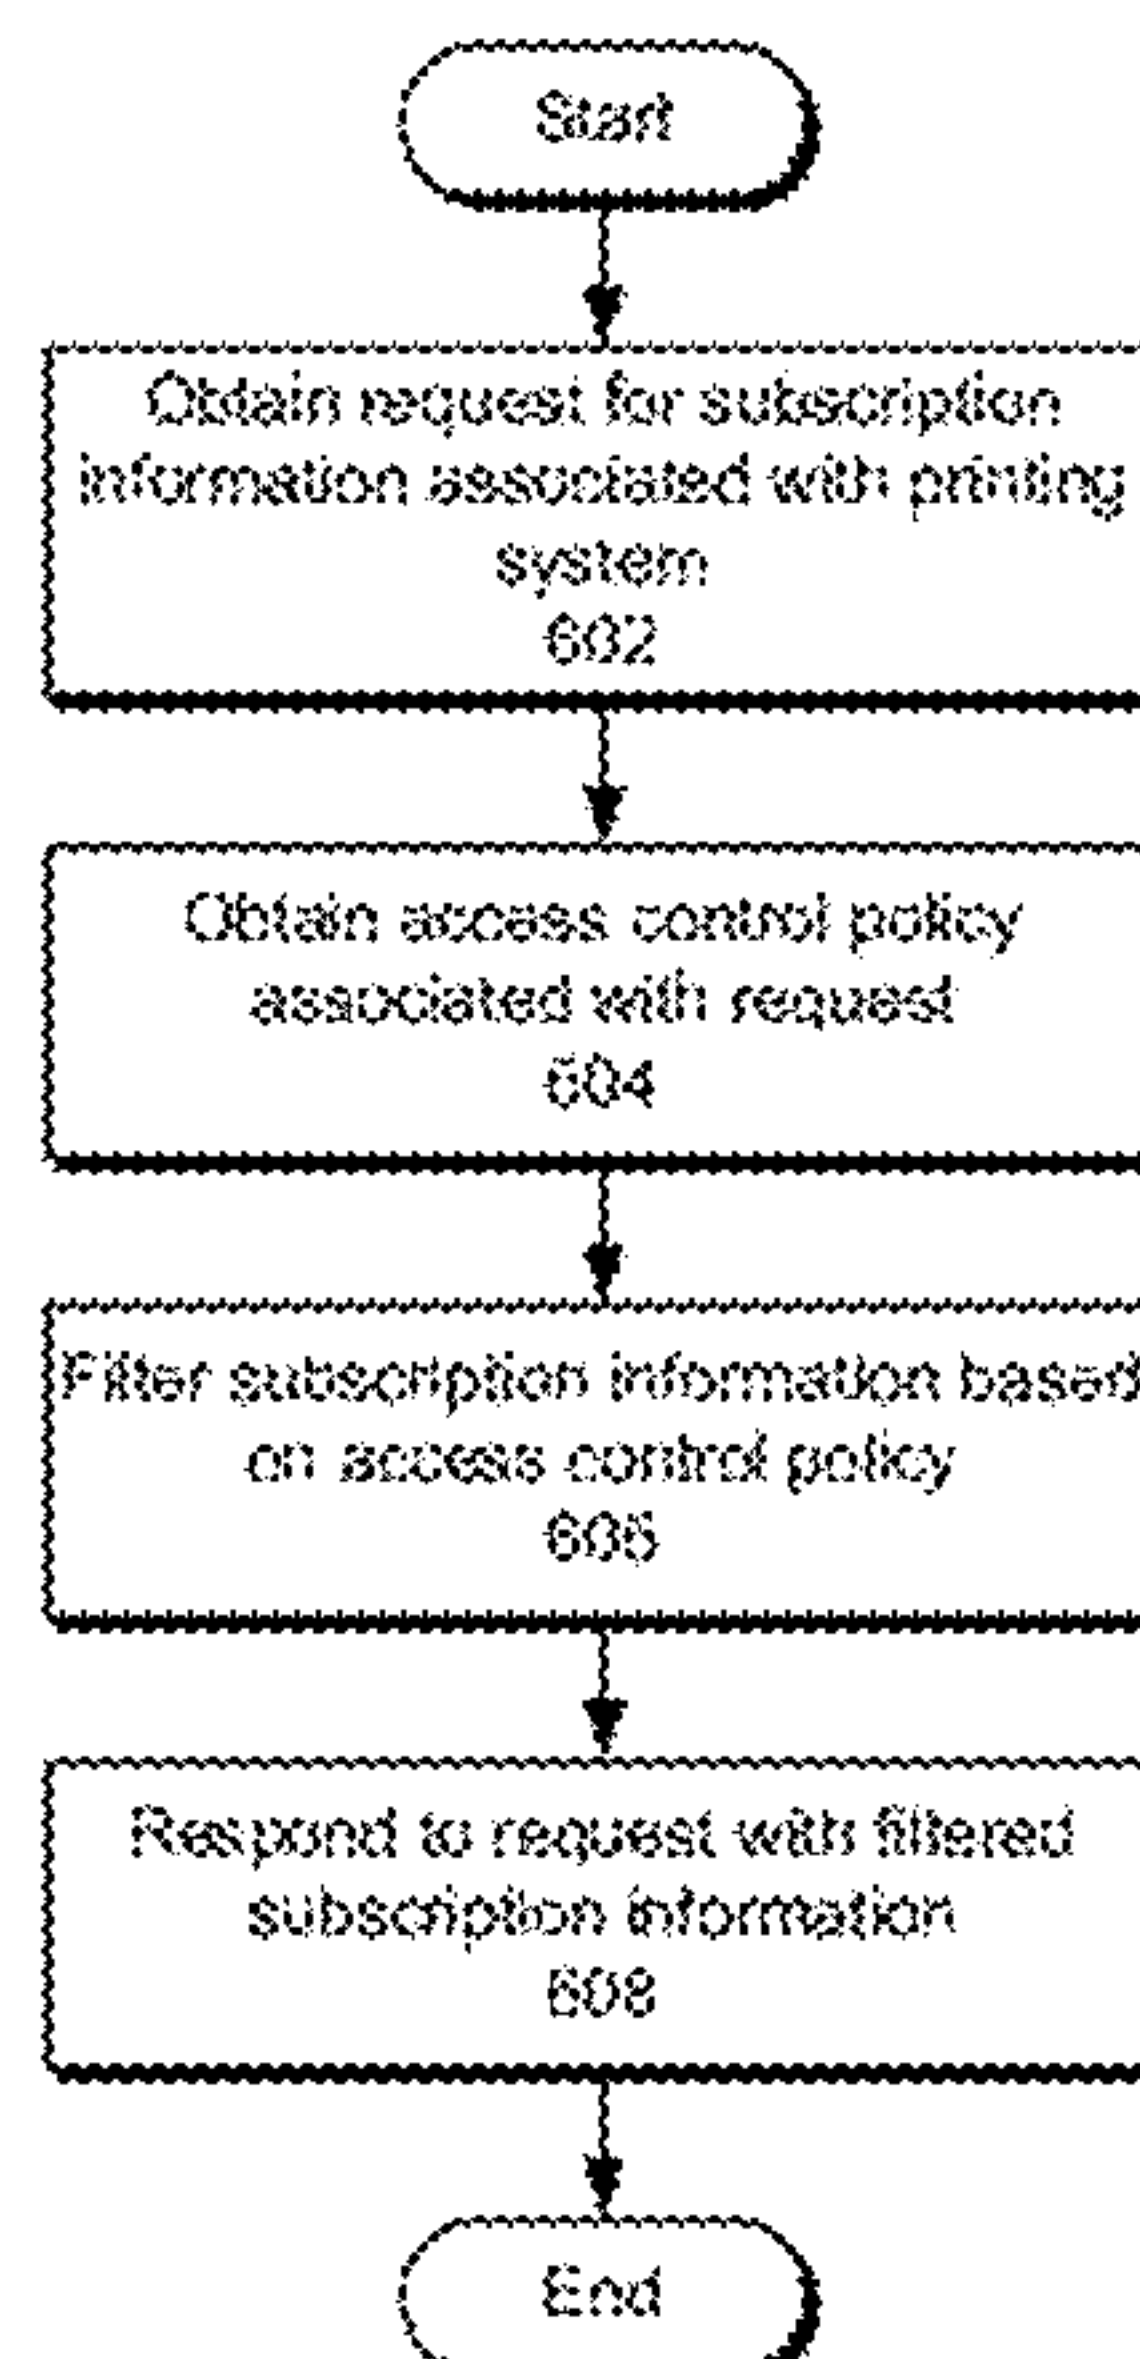 Start
Obtain request for subscription
information associated with printing
system
602
Obtain access control policy
associated with request
604
Filter subscription information based
on access control policy
606
Respond to request with filtered
subscription information
608
End